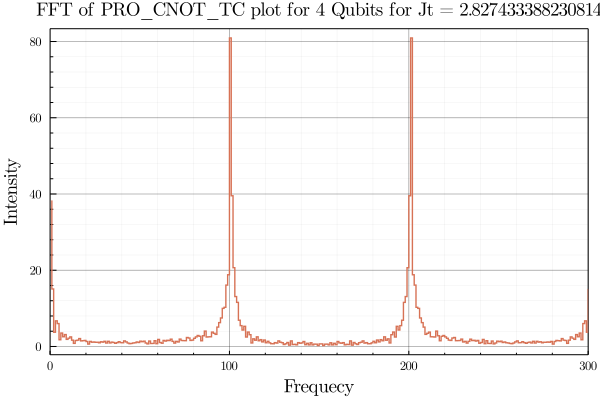 FFT of PRO_CNOT_TC plot for 4 Qubits for Jt = 2.827433388230814
80
60
40
20
0
Intensity
0 100 200 300
Frequecy